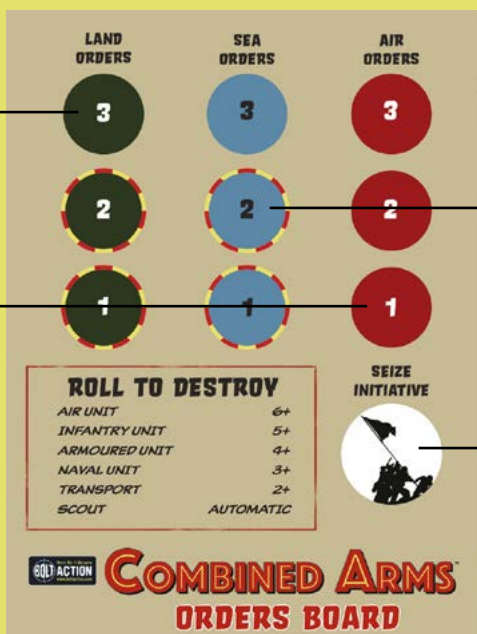 LAND ORDERS SEA ORDERS AIR ORDERS
3 3 3
2 2 2
1 1 1
ROLL TO DESTROY
AIR UNIT 6+
INFANTRY UNIT 5+
ARMOURED UNIT 4+
NAVAL UNIT 3+
TRANSPORT 2+
SCOUT AUTOMATIC
SEIZE
INITIATIVE
BOLT ACTION
COMBINED ARMS
ORDERS BOARD